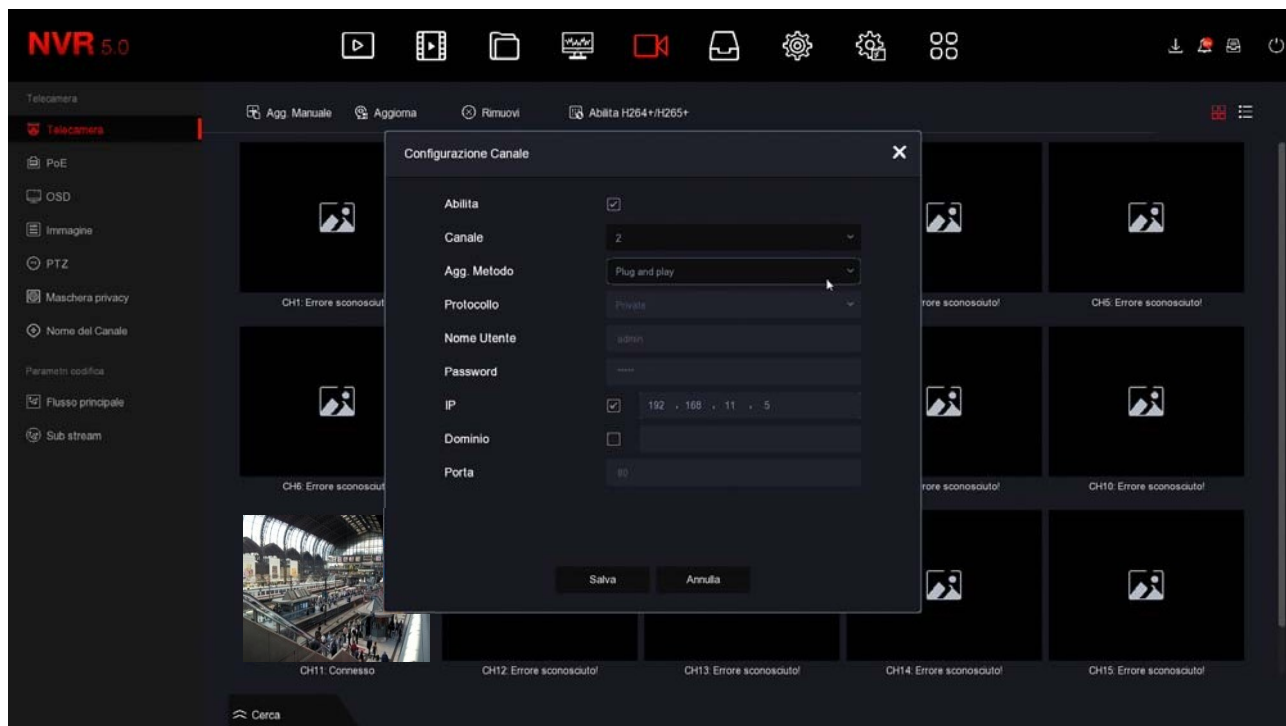 NVR 5.0
Telecamera
Telecamera
PoE
OSD
Immagine
PTZ
Maschera privacy
Nome del Canale
Parametri codifica
Flusso principale
Sub stream
Agg. Manuale Aggiorna Rimuovi Abilita H264+/H265+
Configurazione Canale
Abilita
Canale 2
Agg. Metodo Plug and play
Protocollo Private
Nome Utente admin
Password •••••
IP 192 . 168 . 11 . 5
Dominio
Porta 80
Salva Annulla
CH1: Errore sconosciut
rore sconosciuto!
CH5: Errore sconosciuto!
CH6: Errore sconosciut
rore sconosciuto!
CH10: Errore sconosciuto!
CH11: Connesso
CH12: Errore sconosciuto!
CH13: Errore sconosciuto!
CH14: Errore sconosciuto!
CH15: Errore sconosciuto!
Cerca